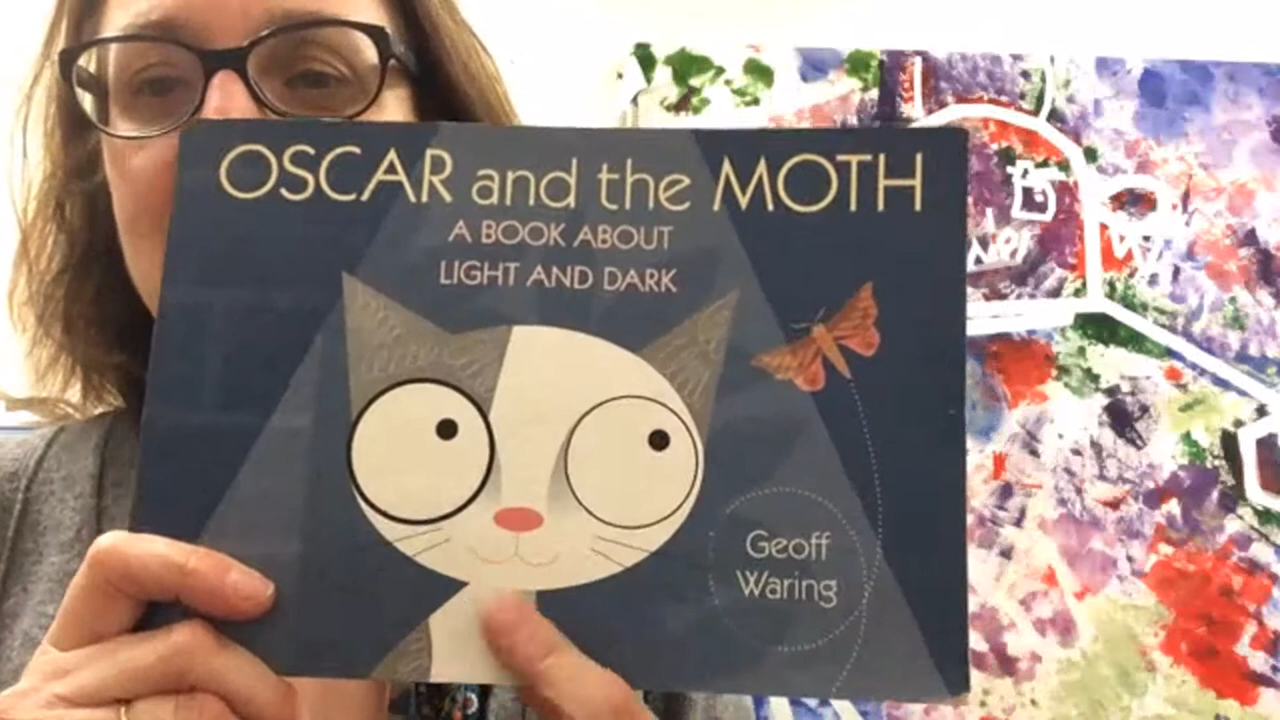 OSCAR and the MOTH
A BOOK ABOUT
LIGHT AND DARK
Geoff
Waring